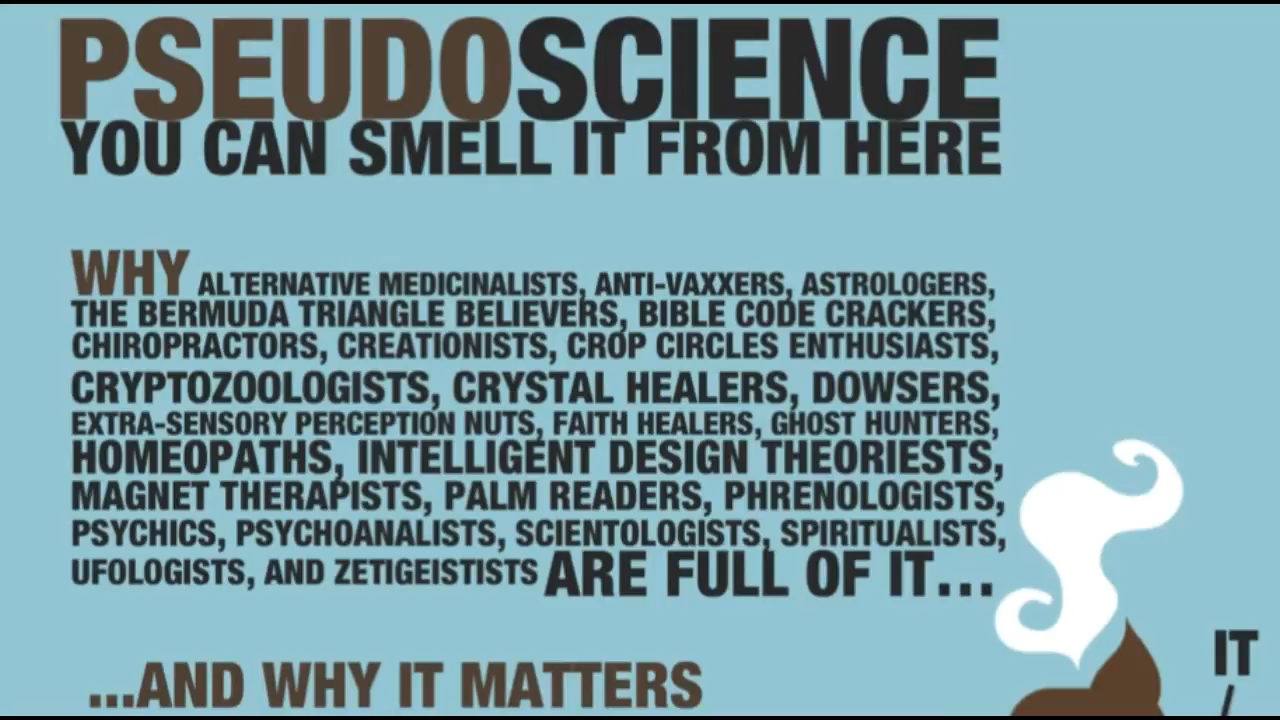 PSEUDOSCIENCE
YOU CAN SMELL IT FROM HERE
WHY ALTERNATIVE MEDICINALISTS, ANTI-VAXXERS, ASTROLOGERS,
THE BERMUDA TRIANGLE BELIEVERS, BIBLE CODE CRACKERS,
CHIROPRACTORS, CREATIONISTS, CROP CIRCLES ENTHUSIASTS,
CRYPTOZOOLOGISTS, CRYSTAL HEALERS, DOWSERS,
EXTRA-SENSORY PERCEPTION NUTS, FAITH HEALERS, GHOST HUNTERS,
HOMEOPATHS, INTELLIGENT DESIGN THEORIESTS,
MAGNET THERAPISTS, PALM READERS, PHRENOLOGISTS,
PSYCHICS, PSYCHOANALISTS, SCIENTOLOGISTS, SPIRITUALISTS,
UFOLOGISTS, AND ZETIGEISTISTS ARE FULL OF IT...
IT
...AND WHY IT MATTERS